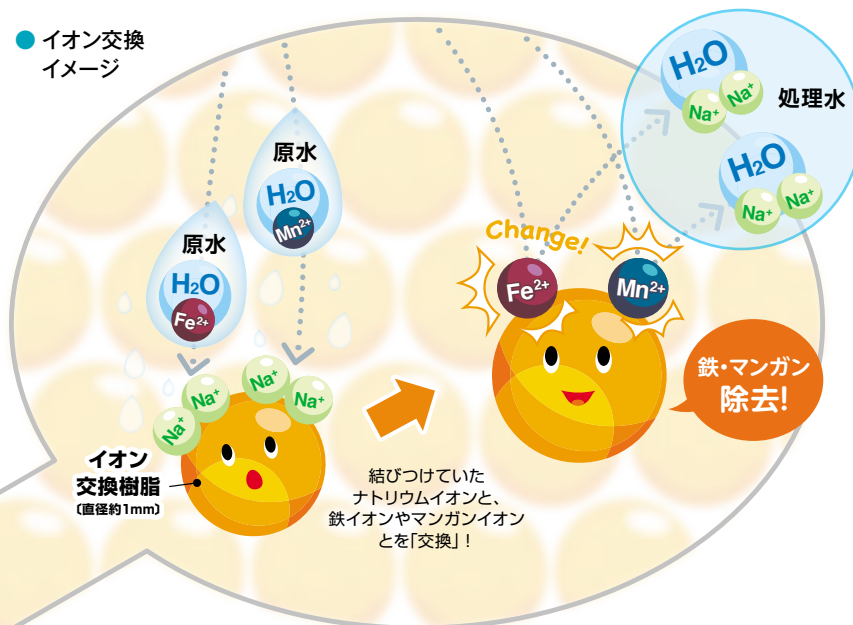 ● イオン交換
イメージ
原水
H₂O
Mn²⁺
原水
H₂O
Fe²⁺
Na⁺
Na⁺
Na⁺
Na⁺
イオン
交換樹脂
〔直径約1mm〕
結びつけていた
ナトリウムイオンと、
鉄イオンやマンガンイオン
とを「交換」！
Change!
Fe²⁺
Mn²⁺
鉄・マンガン
除去!
H₂O
Na⁺
Na⁺
処理水
H₂O
Na⁺
Na⁺